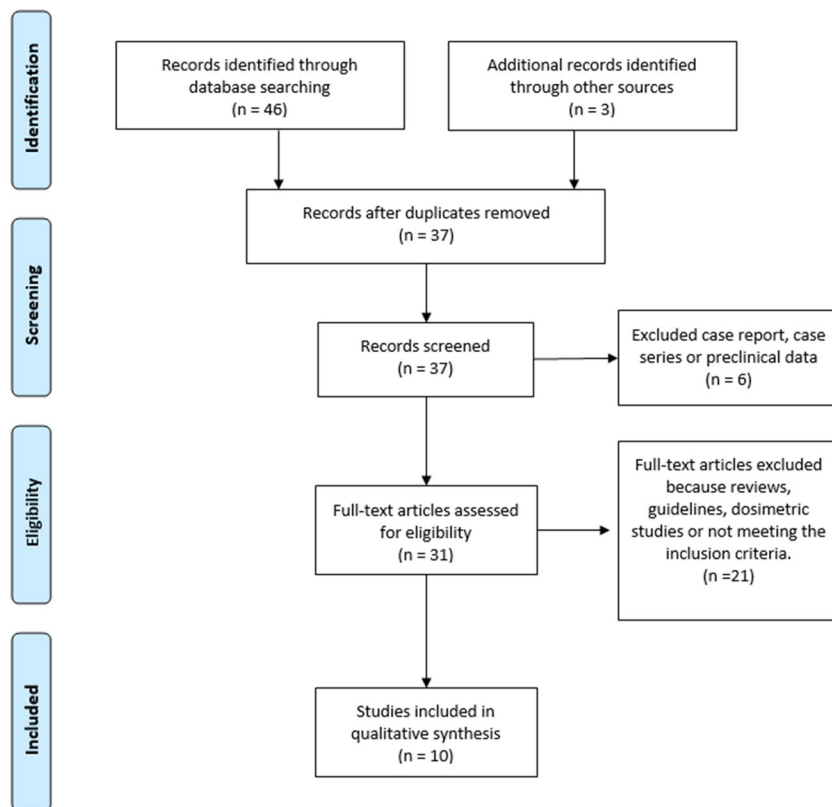 Identification
Records identified through
database searching
(n = 46)
Additional records identified
through other sources
(n = 3)
Records after duplicates removed
(n = 37)
Screening
Records screened
(n = 37)
Excluded case report, case
series or preclinical data
(n = 6)
Eligibility
Full-text articles assessed
for eligibility
(n = 31)
Full-text articles excluded
because reviews,
guidelines, dosimetric
studies or not meeting the
inclusion criteria.
(n =21)
Included
Studies included in
qualitative synthesis
(n = 10)